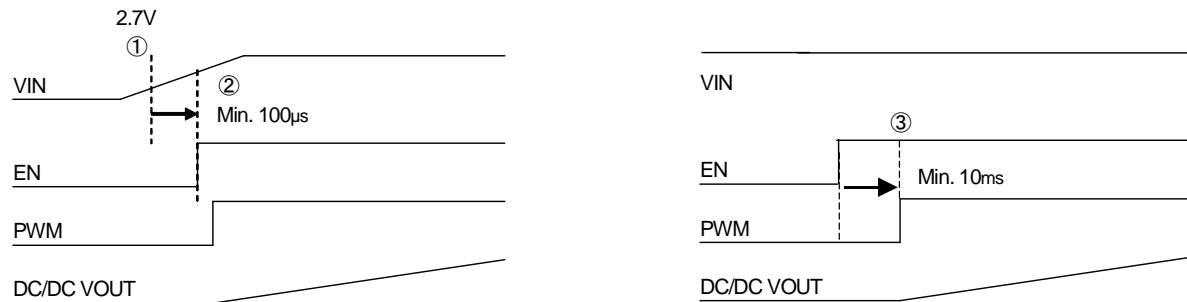 2.7V
①
VIN
②
Min. 100µs
EN
PWM
DC/DC VOUT
VIN
③
EN
Min. 10ms
PWM
DC/DC VOUT